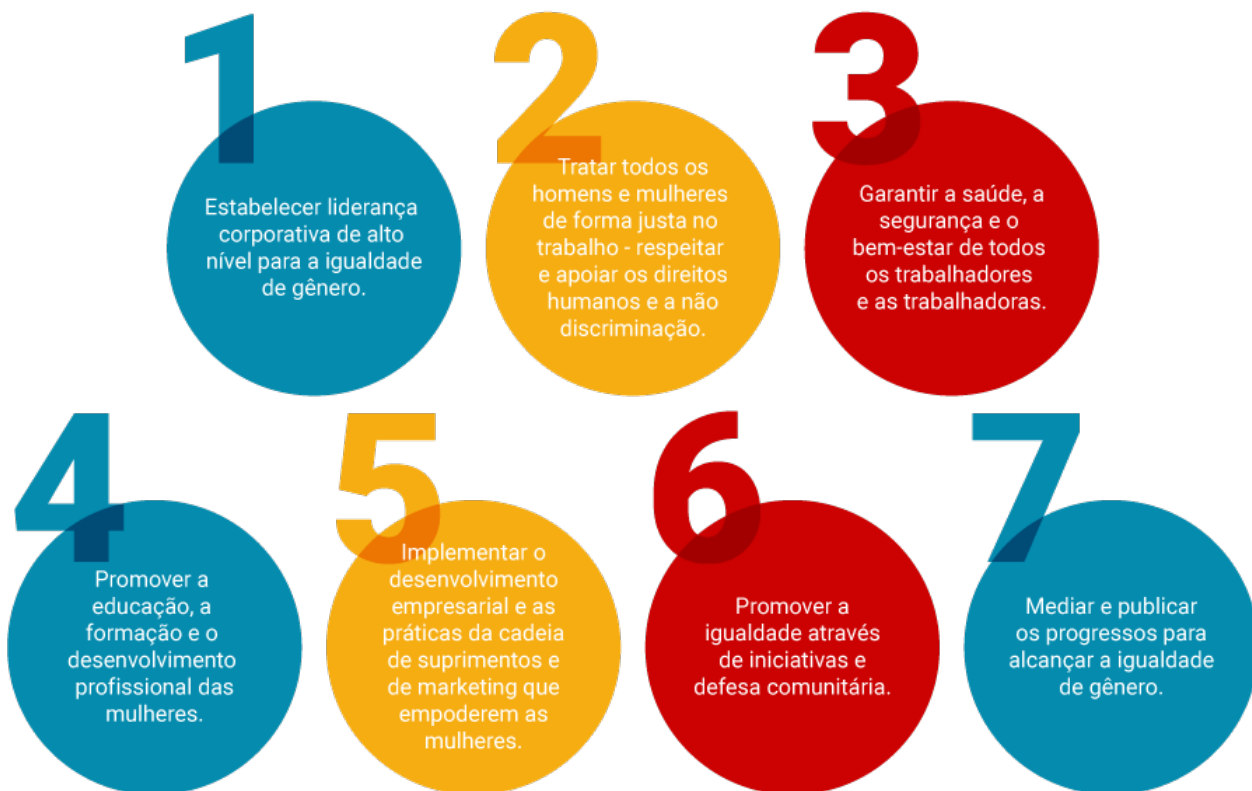 1
Estabelecer liderança
corporativa de alto
nível para a igualdade
de gênero.
2
Tratar todos os
homens e mulheres
de forma justa no
trabalho - respeitar
e apoiar os direitos
humanos e a não
discriminação.
3
Garantir a saúde, a
segurança e o
bem-estar de todos
os trabalhadores
e as trabalhadoras.
4
Promover a
educação, a
formação e o
desenvolvimento
profissional das
mulheres.
5
Implementar o
desenvolvimento
empresarial e as
práticas da cadeia
de suprimentos e
de marketing que
empoderem as
mulheres.
6
Promover a
igualdade através
de iniciativas e
defesa comunitária.
7
Mediar e publicar
os progressos para
alcançar a igualdade
de gênero.